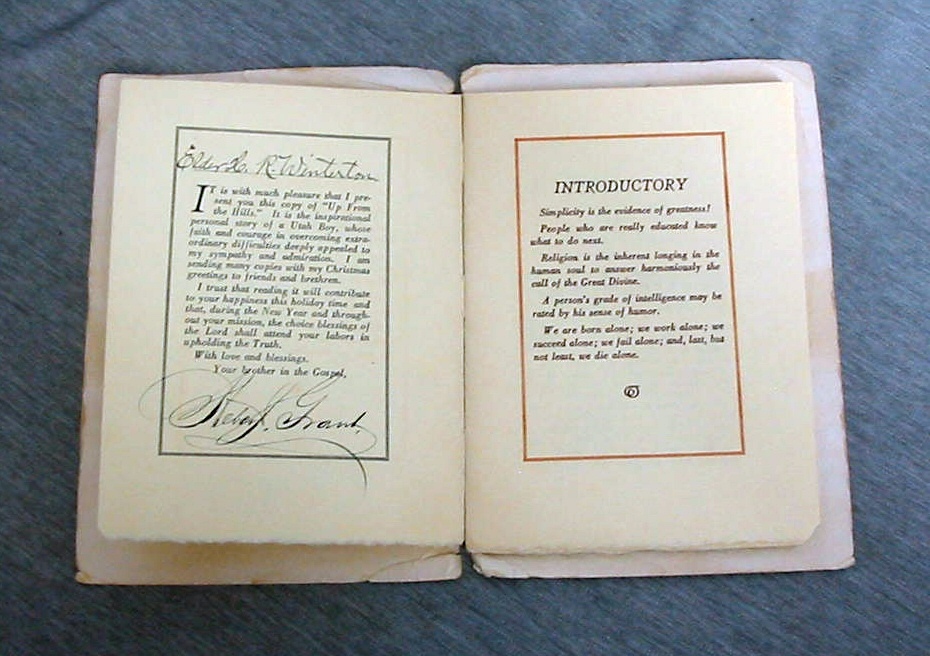 Elder C. R. Winterton
IT is with much pleasure that I pre-
sent you this copy of "Up From
the Hills." It is the inspirational
personal story of a Utah Boy, whose
faith and courage in overcoming extra-
ordinary difficulties deeply appealed to
my sympathy and admiration. I am
sending many copies with my Christmas
greetings to friends and brethren.
I trust that reading it will contribute
to your happiness this holiday time and
that, during the New Year and through-
out your mission, the choice blessings of
the Lord shall attend your labors in
upholding the Truth.
With love and blessings.
Your brother in the Gospel,
Heber J. Grant.
INTRODUCTORY
Simplicity is the evidence of greatness!
People who are really educated know
what to do next.
Religion is the inherent longing in the
human soul to answer harmoniously the
call of the Great Divine.
A person's grade of intelligence may be
rated by his sense of humor.
We are born alone; we work alone; we
succeed alone; we fail alone; and, last, but
not least, we die alone.